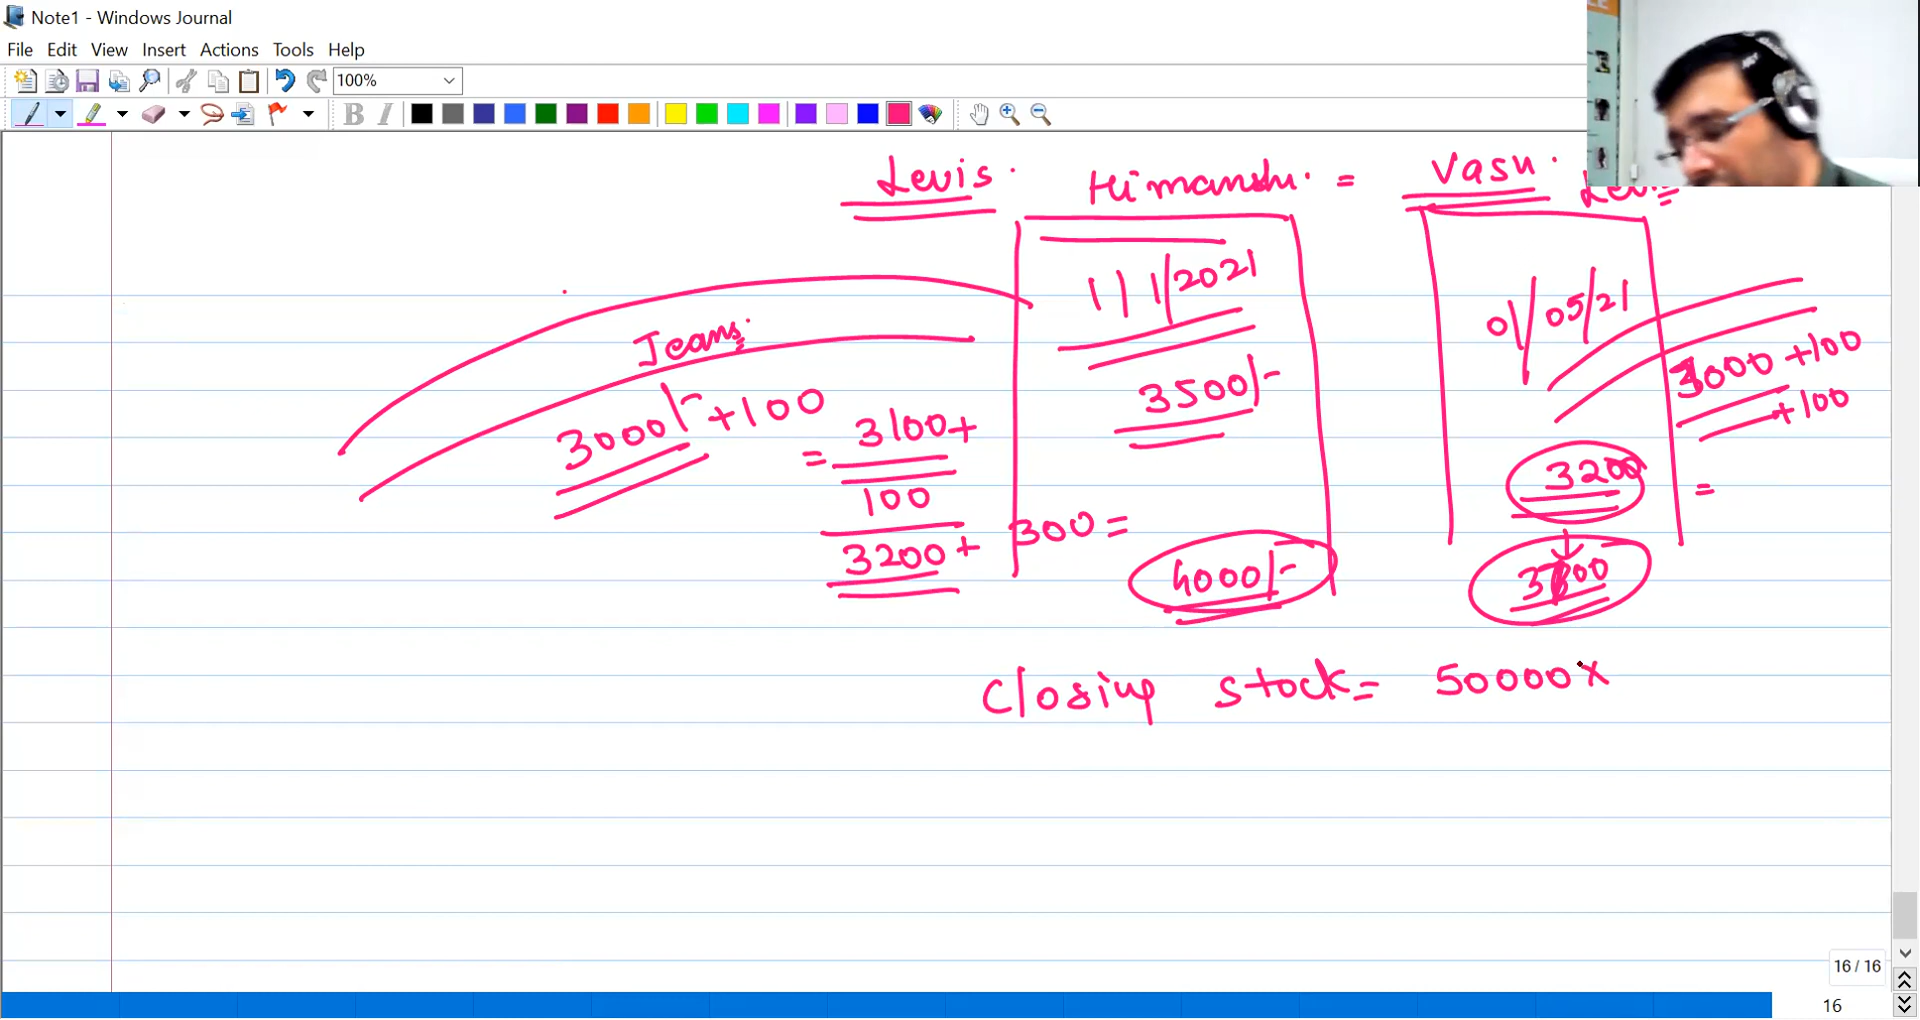 Note1 - Windows Journal
File Edit View Insert Actions Tools Help
100%
B I
Levis. Himanshu. = Vasu.
1/1/2021
01/05/21
Jeans.
3000/- +100
= 3100+
100
3200+ 300=
3500/-
4000/-
3000 +100
+100
3200 =
Closing stock = 50000x
16 / 16
16